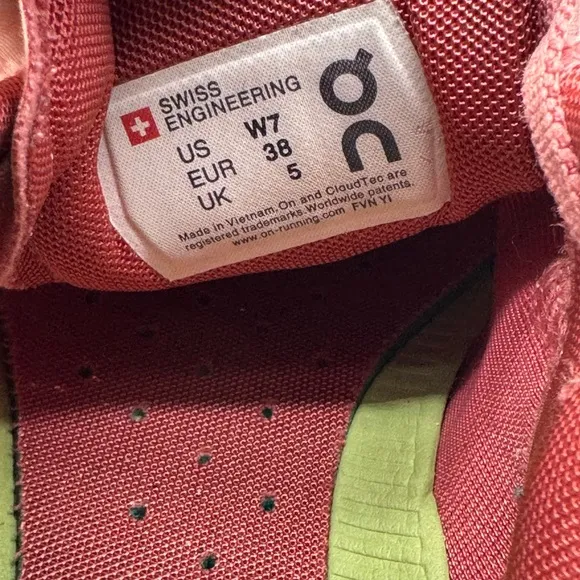 SWISS
ENGINEERING
US W7
EUR 38
UK 5
On
Made in Vietnam, On and CloudTec are
registered trademarks. Worldwide patents.
www.on-running.com FVN YI